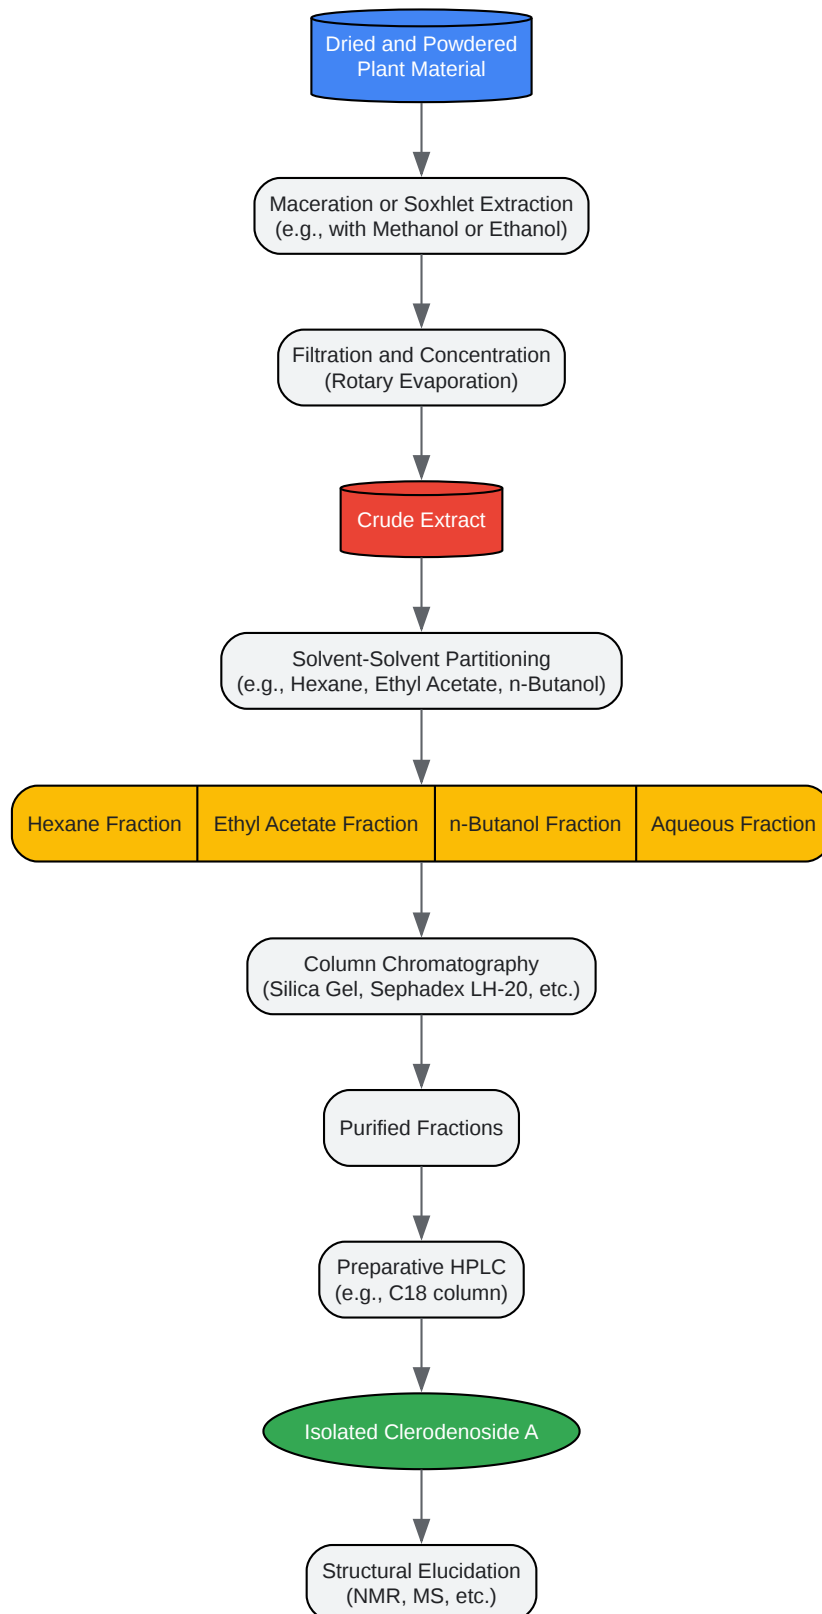 Dried and Powdered
Plant Material
Maceration or Soxhlet Extraction
(e.g., with Methanol or Ethanol)
Filtration and Concentration
(Rotary Evaporation)
Crude Extract
Solvent-Solvent Partitioning
(e.g., Hexane, Ethyl Acetate, n-Butanol)
Hexane Fraction
Ethyl Acetate Fraction
n-Butanol Fraction
Aqueous Fraction
Column Chromatography
(Silica Gel, Sephadex LH-20, etc.)
Purified Fractions
Preparative HPLC
(e.g., C18 column)
Isolated Clerodenoside A
Structural Elucidation
(NMR, MS, etc.)